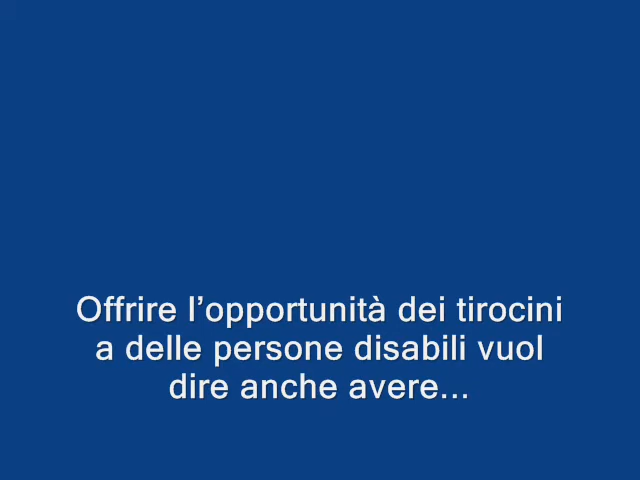 Offrire l’opportunità dei tirocini
a delle persone disabili vuol
dire anche avere...